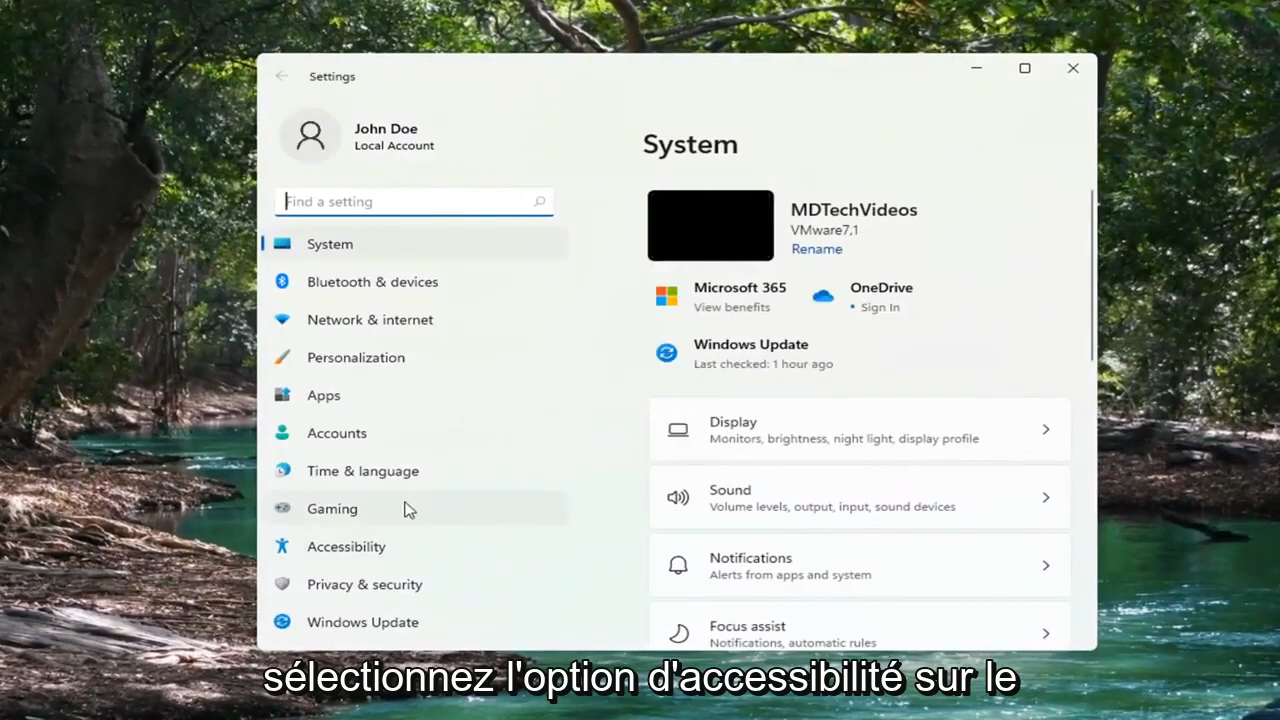 Settings
John Doe
Local Account
Find a setting
System
Bluetooth & devices
Network & internet
Personalization
Apps
Accounts
Time & language
Gaming
Accessibility
Privacy & security
Windows Update
System
MDTechVideos
VMware7,1
Rename
Microsoft 365
View benefits
OneDrive
• Sign In
Windows Update
Last checked: 1 hour ago
Display
Monitors, brightness, night light, display profile
Sound
Volume levels, output, input, sound devices
Notifications
Alerts from apps and system
Focus assist
Notifications, automatic rules
sélectionnez l'option d'accessibilité sur le